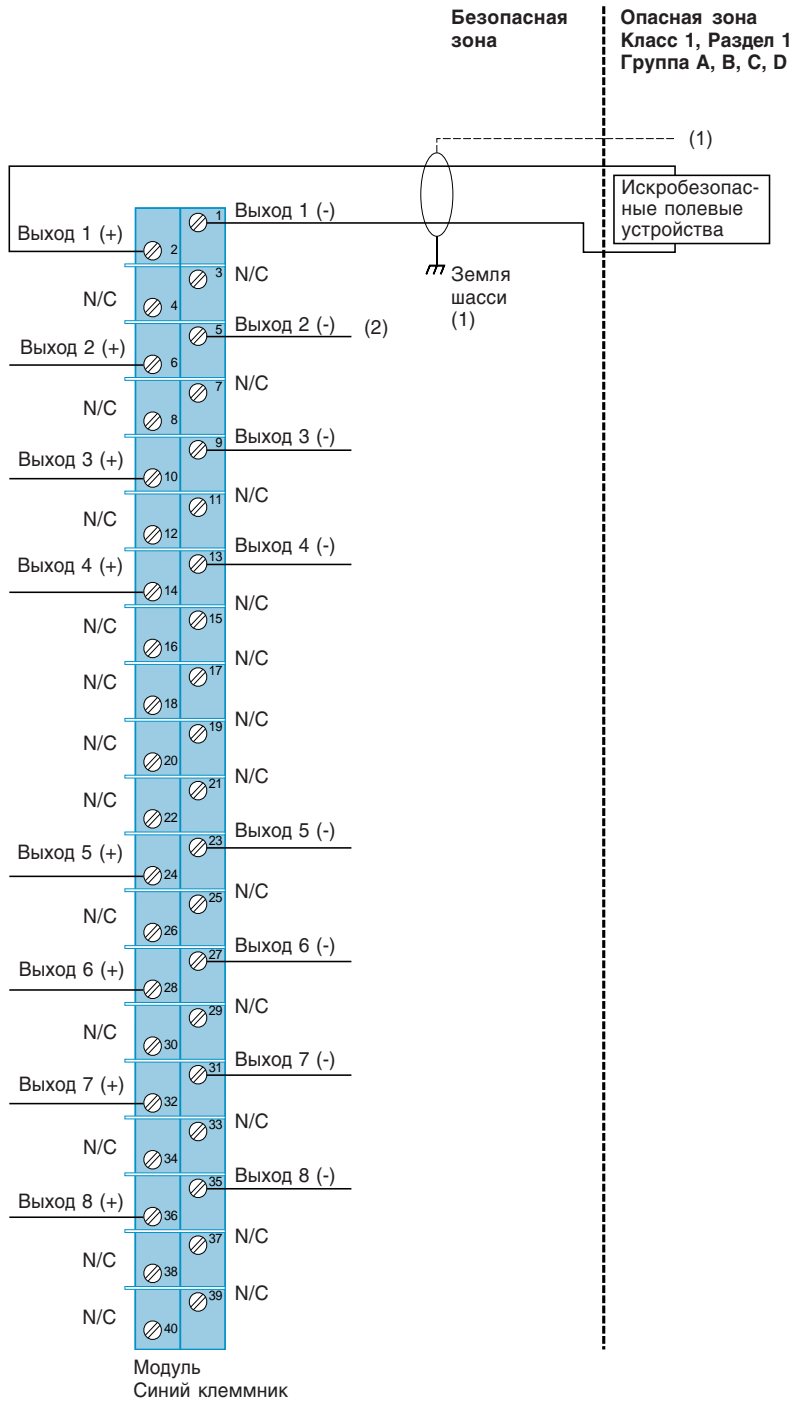 Безопасная
зона
Опасная зона
Класс 1, Раздел 1
Группа A, B, C, D
(1)
Искробезопас-
ные полевые
устройства
Выход 1 (-)
1
Выход 1 (+)
2
Земля
шасси
(1)
3
N/C
N/C
4
5
Выход 2 (-)
(2)
Выход 2 (+)
6
7
N/C
N/C
8
9
Выход 3 (-)
Выход 3 (+)
10
11
N/C
N/C
12
13
Выход 4 (-)
Выход 4 (+)
14
15
N/C
N/C
16
17
N/C
N/C
18
19
N/C
N/C
20
21
N/C
N/C
22
23
Выход 5 (-)
Выход 5 (+)
24
25
N/C
N/C
26
27
Выход 6 (-)
Выход 6 (+)
28
29
N/C
N/C
30
31
Выход 7 (-)
Выход 7 (+)
32
33
N/C
N/C
34
35
Выход 8 (-)
Выход 8 (+)
36
37
N/C
N/C
38
39
N/C
N/C
40
Модуль
Синий клеммник